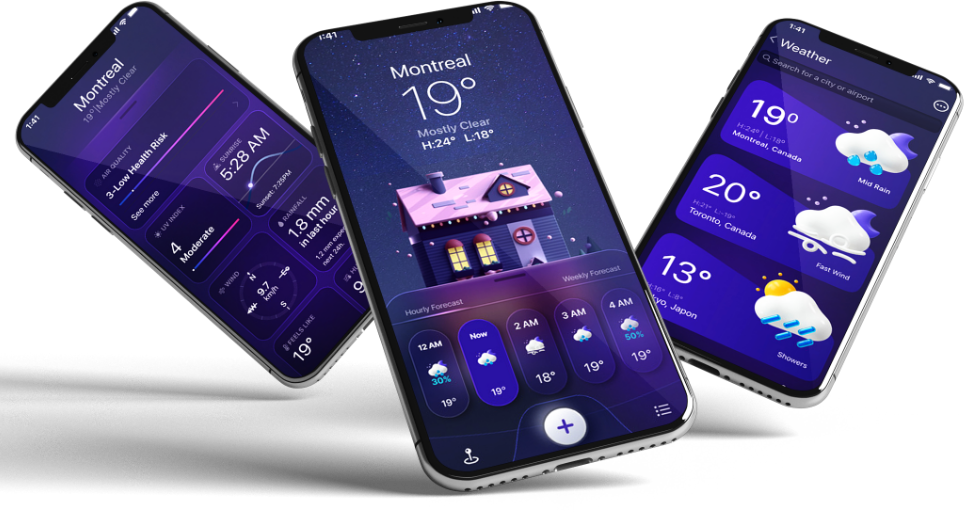 1:41
Montreal
19° | Mostly Clear
AIR QUALITY
3-Low Health Risk
See more
UV INDEX
4
Moderate
SUNRISE
5:28 AM
Sunset: 7:25PM
RAINFALL
1.8 mm
in last hour
next 24h.
WIND
N
9.7
km/h
E
S
FEELS LIKE
19°
1:41
Montreal
19°
Mostly Clear
H:24° L:18°
Hourly Forecast
Weekly Forecast
12 AM
30%
19°
Now
19°
2 AM
18°
3 AM
19°
4 AM
50%
19°
1:41
Weather
Search for a city or airport
19°
H:24° | L:18°
Montreal, Canada
Mid Rain
20°
H:21° L:-19°
Toronto, Canada
Fast Wind
13°
L:8°
Japon
Showers